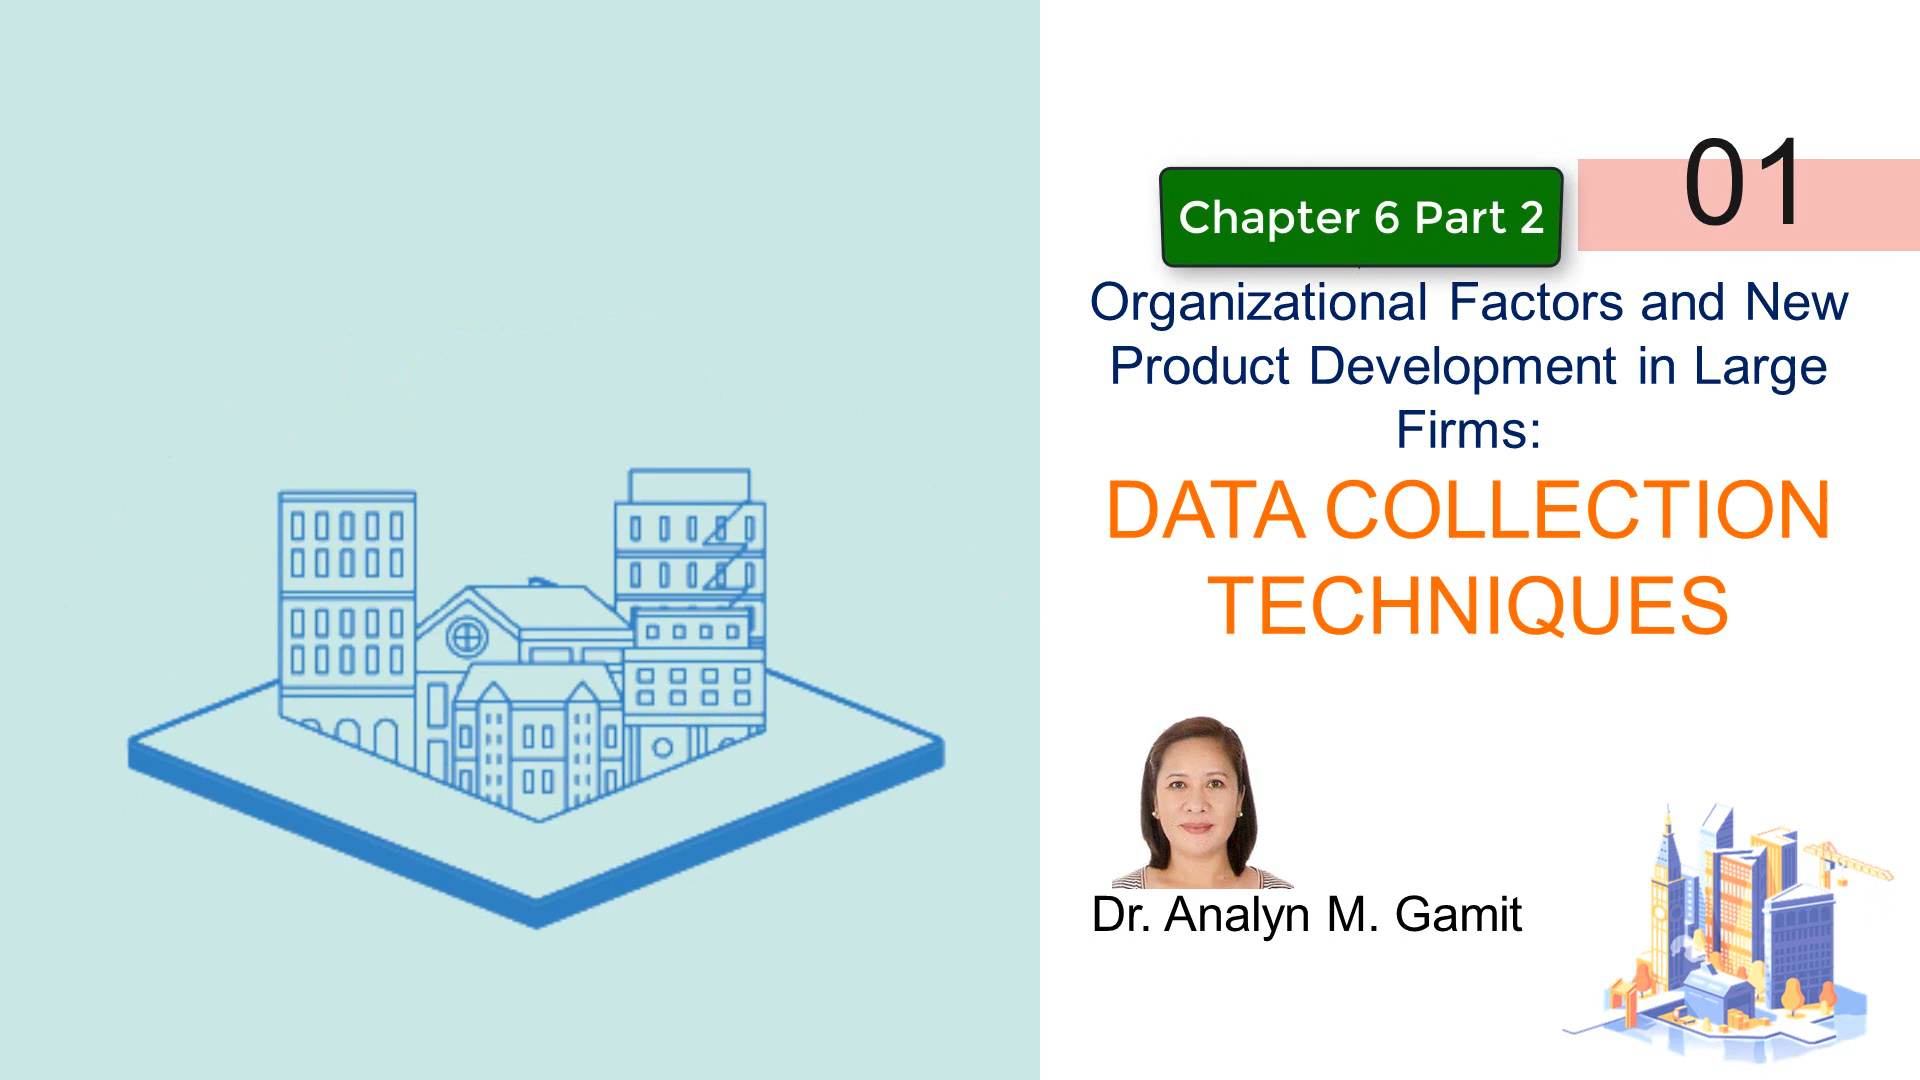 01
Chapter 6 Part 2
Organizational Factors and New
Product Development in Large
Firms:
DATA COLLECTION
TECHNIQUES
Dr. Analyn M. Gamit